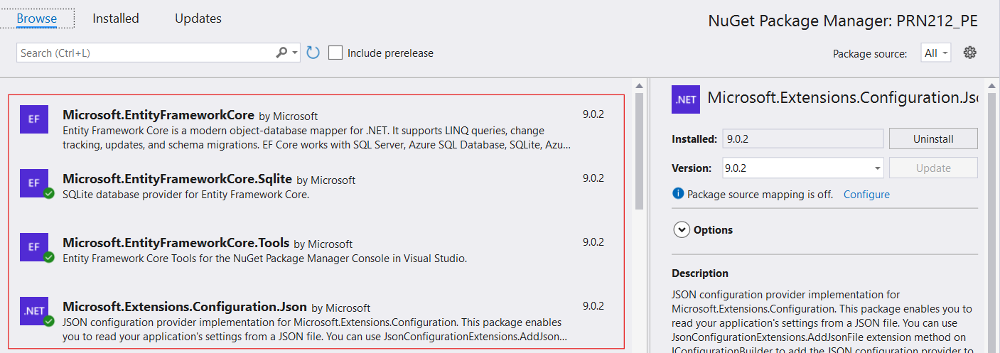 Browse Installed Updates
NuGet Package Manager: PRN212_PE
Search (Ctrl+L) Include prerelease Package source: All
EF Microsoft.EntityFrameworkCore by Microsoft 9.0.2
Entity Framework Core is a modern object-database mapper for .NET. It supports LINQ queries, change
tracking, updates, and schema migrations. EF Core works with SQL Server, Azure SQL Database, SQLite, Azu...
EF Microsoft.EntityFrameworkCore.Sqlite by Microsoft 9.0.2
SQLite database provider for Entity Framework Core.
EF Microsoft.EntityFrameworkCore.Tools by Microsoft 9.0.2
Entity Framework Core Tools for the NuGet Package Manager Console in Visual Studio.
.NET Microsoft.Extensions.Configuration.Json by Microsoft 9.0.2
JSON configuration provider implementation for Microsoft.Extensions.Configuration. This package enables
you to read your application's settings from a JSON file. You can use JsonConfigurationExtensions.AddJson...
.NET Microsoft.Extensions.Configuration.Js
Installed: 9.0.2 Uninstall
Version: 9.0.2 Update
Package source mapping is off. Configure
Options
Description
JSON configuration provider implementation for
Microsoft.Extensions.Configuration. This package enables you to
read your application's settings from a JSON file. You can use
JsonConfigurationExtensions.AddJsonFile extension method on
IConfigurationBuilder to add the JSON configuration provider to